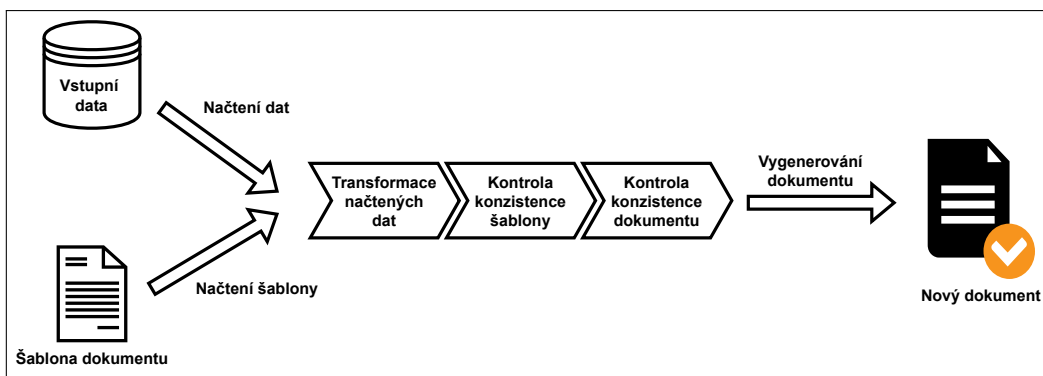 Vstupní
data
Načtení dat
Transformace
načtených
dat
Kontrola
konzistence
šablony
Kontrola
konzistence
dokumentu
Vygenerování
dokumentu
Načtení šablony
Šablona dokumentu
Nový dokument